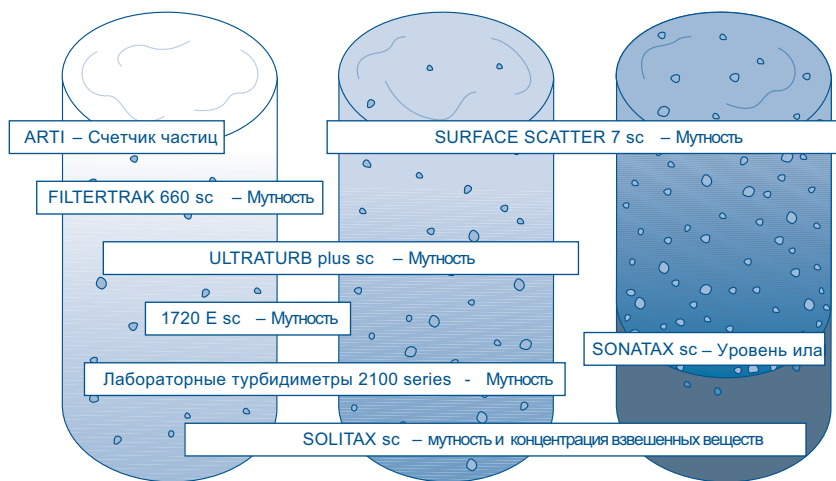 ARTI – Счетчик частиц
SURFACE SCATTER 7 sc – Мутность
FILTERTRAK 660 sc – Мутность
ULTRATURB plus sc – Мутность
1720 E sc – Мутность
SONATAX sc – Уровень ила
Лабораторные турбидиметры 2100 series - Мутность
SOLITAX sc – мутность и концентрация взвешенных веществ